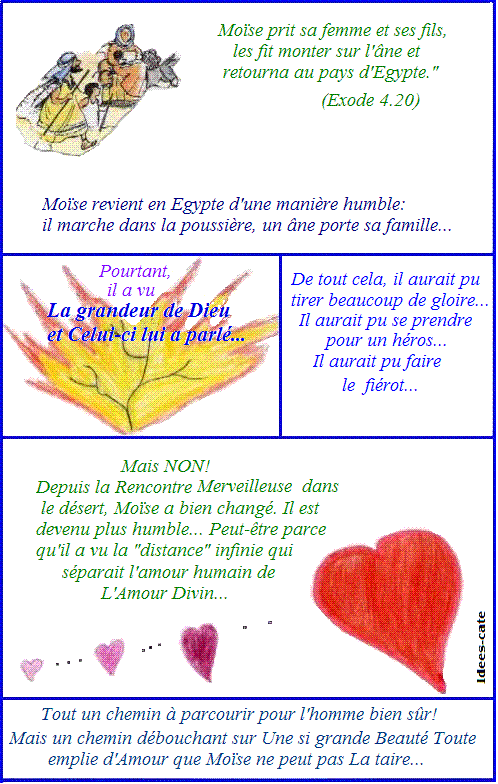 Moïse prit sa femme et ses fils,
les fit monter sur l'âne et
retourna au pays d'Egypte."
(Exode 4.20)
Moïse revient en Egypte d'une manière humble:
il marche dans la poussière, un âne porte sa famille...
Pourtant,
il a vu
La grandeur de Dieu
et Celui-ci lui a parlé...
De tout cela, il aurait pu
tirer beaucoup de gloire...
Il aurait pu se prendre
pour un héros...
Il aurait pu faire
le fiérot...
Mais NON!
Depuis la Rencontre Merveilleuse dans
le désert, Moïse a bien changé. Il est
devenu plus humble... Peut-être parce
qu'il a vu la "distance" infinie qui
séparait l'amour humain de
L'Amour Divin...
Idees-cate
Tout un chemin à parcourir pour l'homme bien sûr!
Mais un chemin débouchant sur Une si grande Beauté Toute
emplie d'Amour que Moïse ne peut pas La taire...